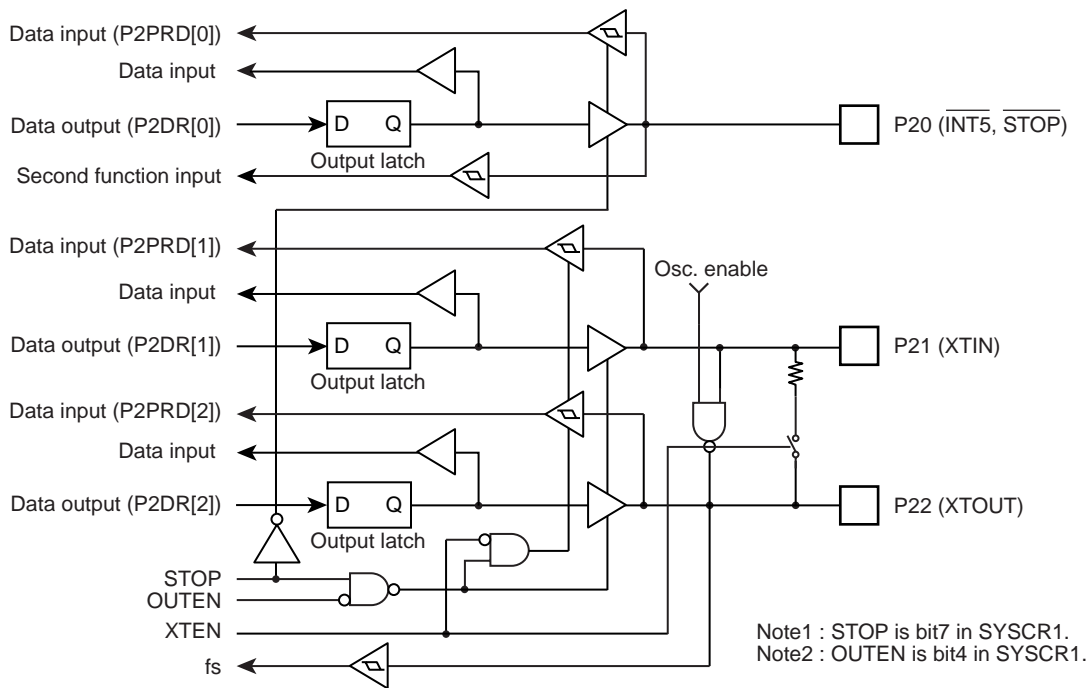 Data input (P2PRD[0])
Data input
Data output (P2DR[0])
D Q
Output latch
P20 (INT5, STOP)
Second function input
Data input (P2PRD[1])
Osc. enable
Data input
Data output (P2DR[1])
D Q
Output latch
P21 (XTIN)
Data input (P2PRD[2])
Data input
Data output (P2DR[2])
D Q
Output latch
P22 (XTOUT)
STOP
OUTEN
XTEN
fs
Note1 : STOP is bit7 in SYSCR1.
Note2 : OUTEN is bit4 in SYSCR1.